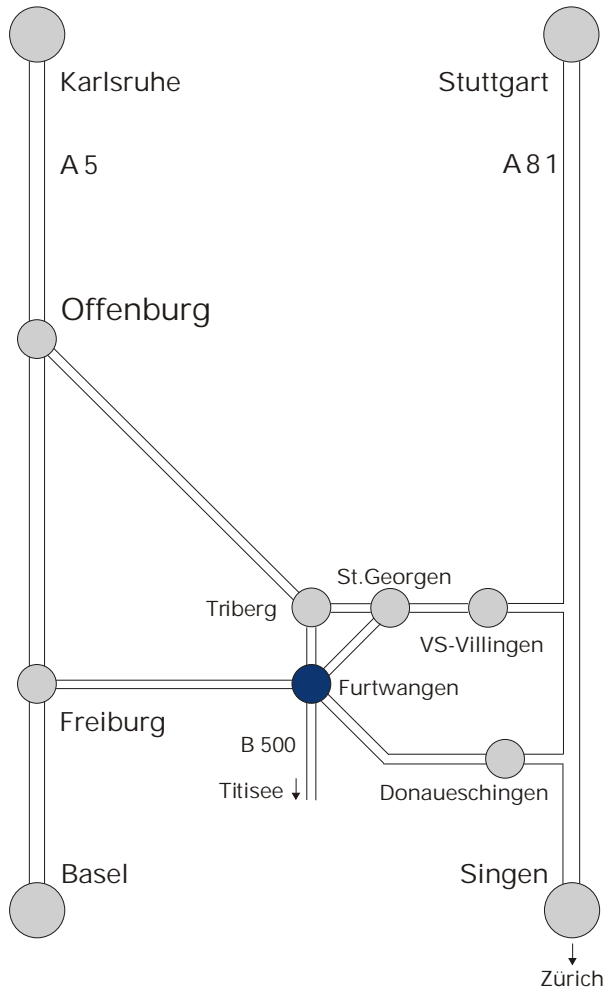 Karlsruhe
Stuttgart
A 5
A 8 1
Offenburg
St.Georgen
Triberg
VS-Villingen
Furtwangen
Freiburg
B 500
Titisee
Donaueschingen
Basel
Singen
Zürich